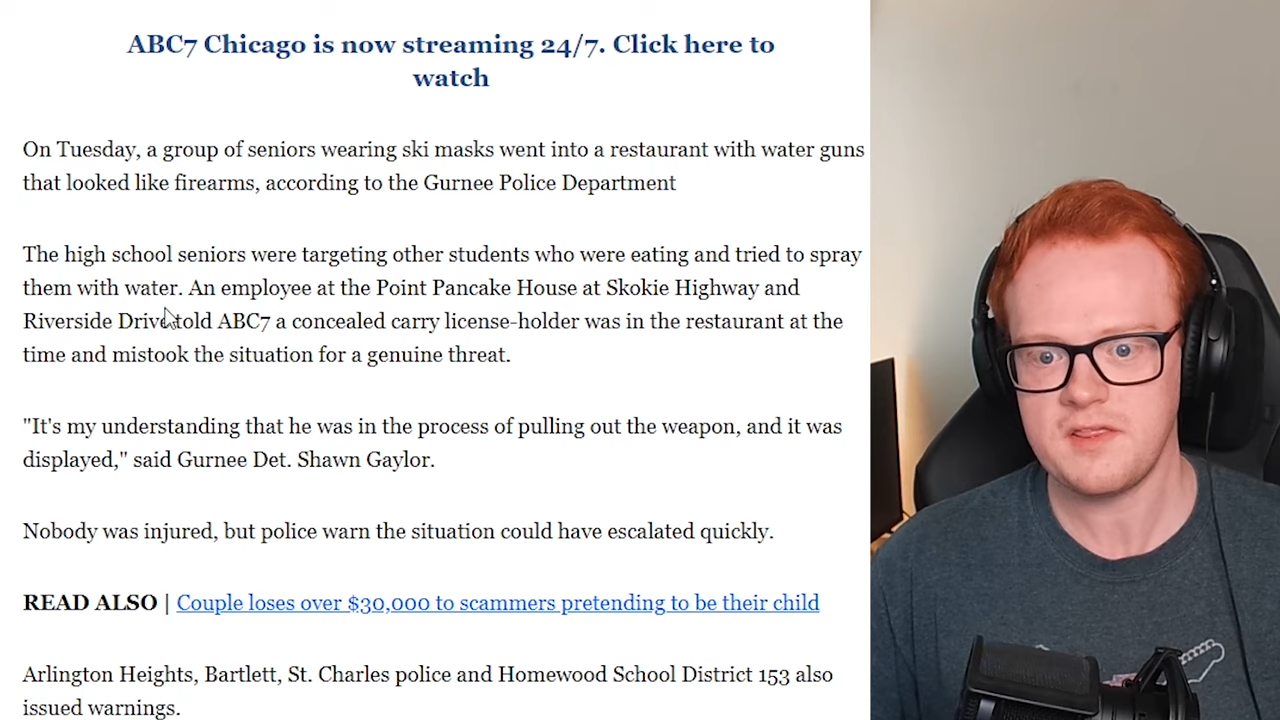 ABC7 Chicago is now streaming 24/7. Click here to
watch
On Tuesday, a group of seniors wearing ski masks went into a restaurant with water guns
that looked like firearms, according to the Gurnee Police Department
The high school seniors were targeting other students who were eating and tried to spray
them with water. An employee at the Point Pancake House at Skokie Highway and
Riverside Drive told ABC7 a concealed carry license-holder was in the restaurant at the
time and mistook the situation for a genuine threat.
"It's my understanding that he was in the process of pulling out the weapon, and it was
displayed," said Gurnee Det. Shawn Gaylor.
Nobody was injured, but police warn the situation could have escalated quickly.
READ ALSO | Couple loses over $30,000 to scammers pretending to be their child
Arlington Heights, Bartlett, St. Charles police and Homewood School District 153 also
issued warnings.